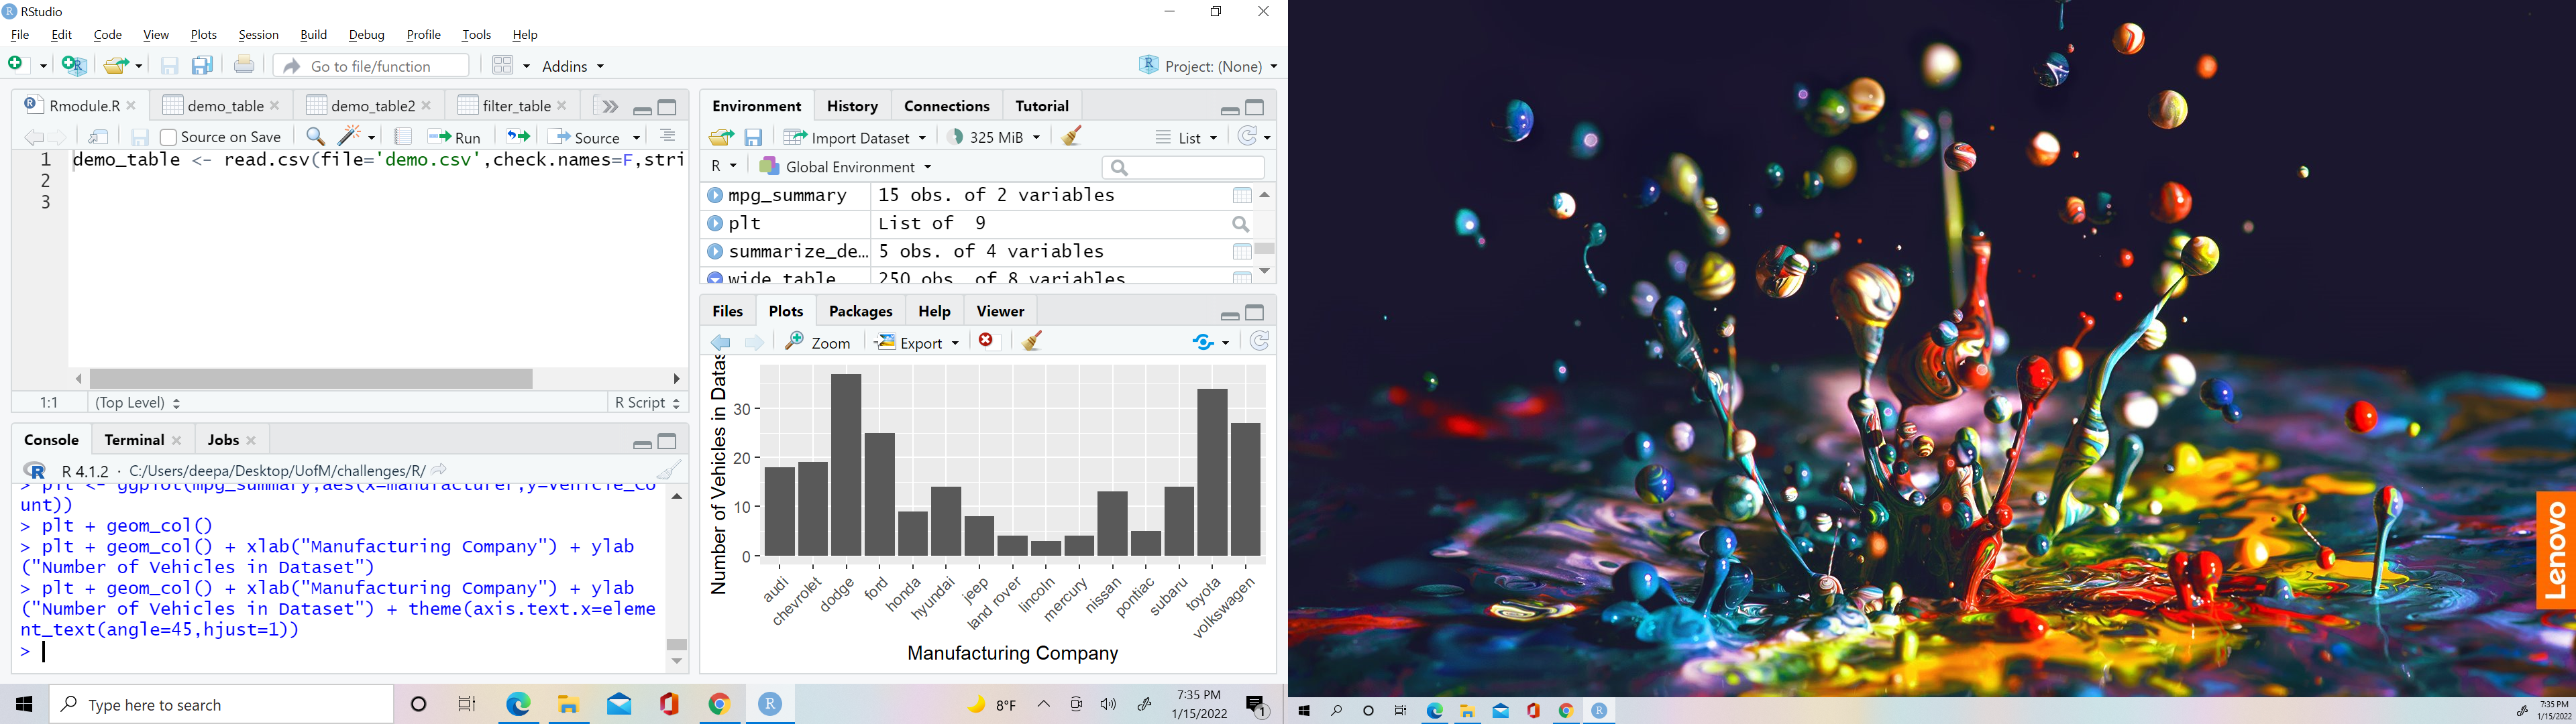 RStudio
File Edit Code View Plots Session Build Debug Profile Tools Help
Go to file/function Addins Project: (None)
Rmodule.R demo_table demo_table2 filter_table
Source on Save Run Source
1 demo_table <- read.csv(file='demo.csv',check.names=F,stri
2
3
1:1 (Top Level) R Script
Console Terminal Jobs
R 4.1.2 · C:/Users/deepa/Desktop/UofM/challenges/R/
> plt <- ggplot(mpg_summary,aes(x=manufacturer,y=Vehicle_Co
unt))
> plt + geom_col()
> plt + geom_col() + xlab("Manufacturing Company") + ylab
("Number of Vehicles in Dataset")
> plt + geom_col() + xlab("Manufacturing Company") + ylab
("Number of Vehicles in Dataset") + theme(axis.text.x=eleme
nt_text(angle=45,hjust=1))
>
Environment History Connections Tutorial
Import Dataset 325 MiB List
R Global Environment
mpg_summary 15 obs. of 2 variables
plt List of 9
summarize_de… 5 obs. of 4 variables
wide_table 250 obs. of 8 variables
Files Plots Packages Help Viewer
Zoom Export
Number of Vehicles in Datas
30
20
10
0
audi chevrolet dodge ford honda hyundai jeep land rover lincoln mercury nissan pontiac subaru toyota volkswagen
Manufacturing Company
Type here to search
8°F
7:35 PM
1/15/2022
1
Lenovo
7:35 PM
1/15/2022